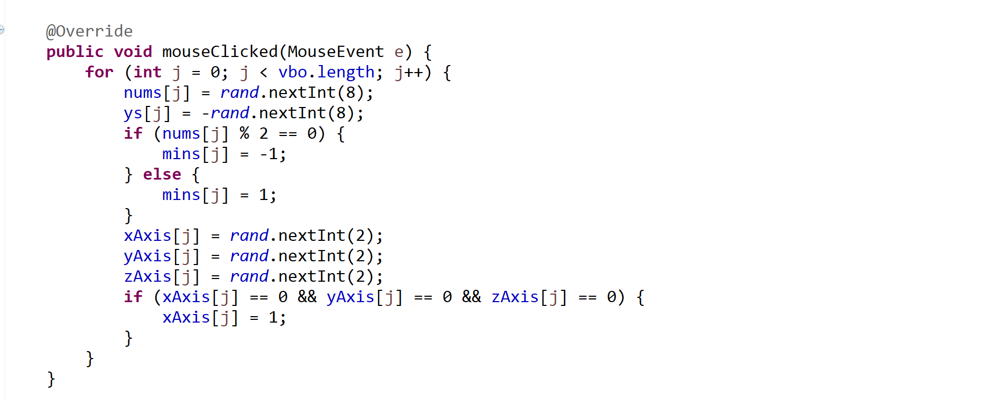 @Override
public void mouseClicked(MouseEvent e) {
    for (int j = 0; j < vbo.length; j++) {
        nums[j] = rand.nextInt(8);
        ys[j] = -rand.nextInt(8);
        if (nums[j] % 2 == 0) {
            mins[j] = -1;
        } else {
            mins[j] = 1;
        }
        xAxis[j] = rand.nextInt(2);
        yAxis[j] = rand.nextInt(2);
        zAxis[j] = rand.nextInt(2);
        if (xAxis[j] == 0 && yAxis[j] == 0 && zAxis[j] == 0) {
            xAxis[j] = 1;
        }
    }
}